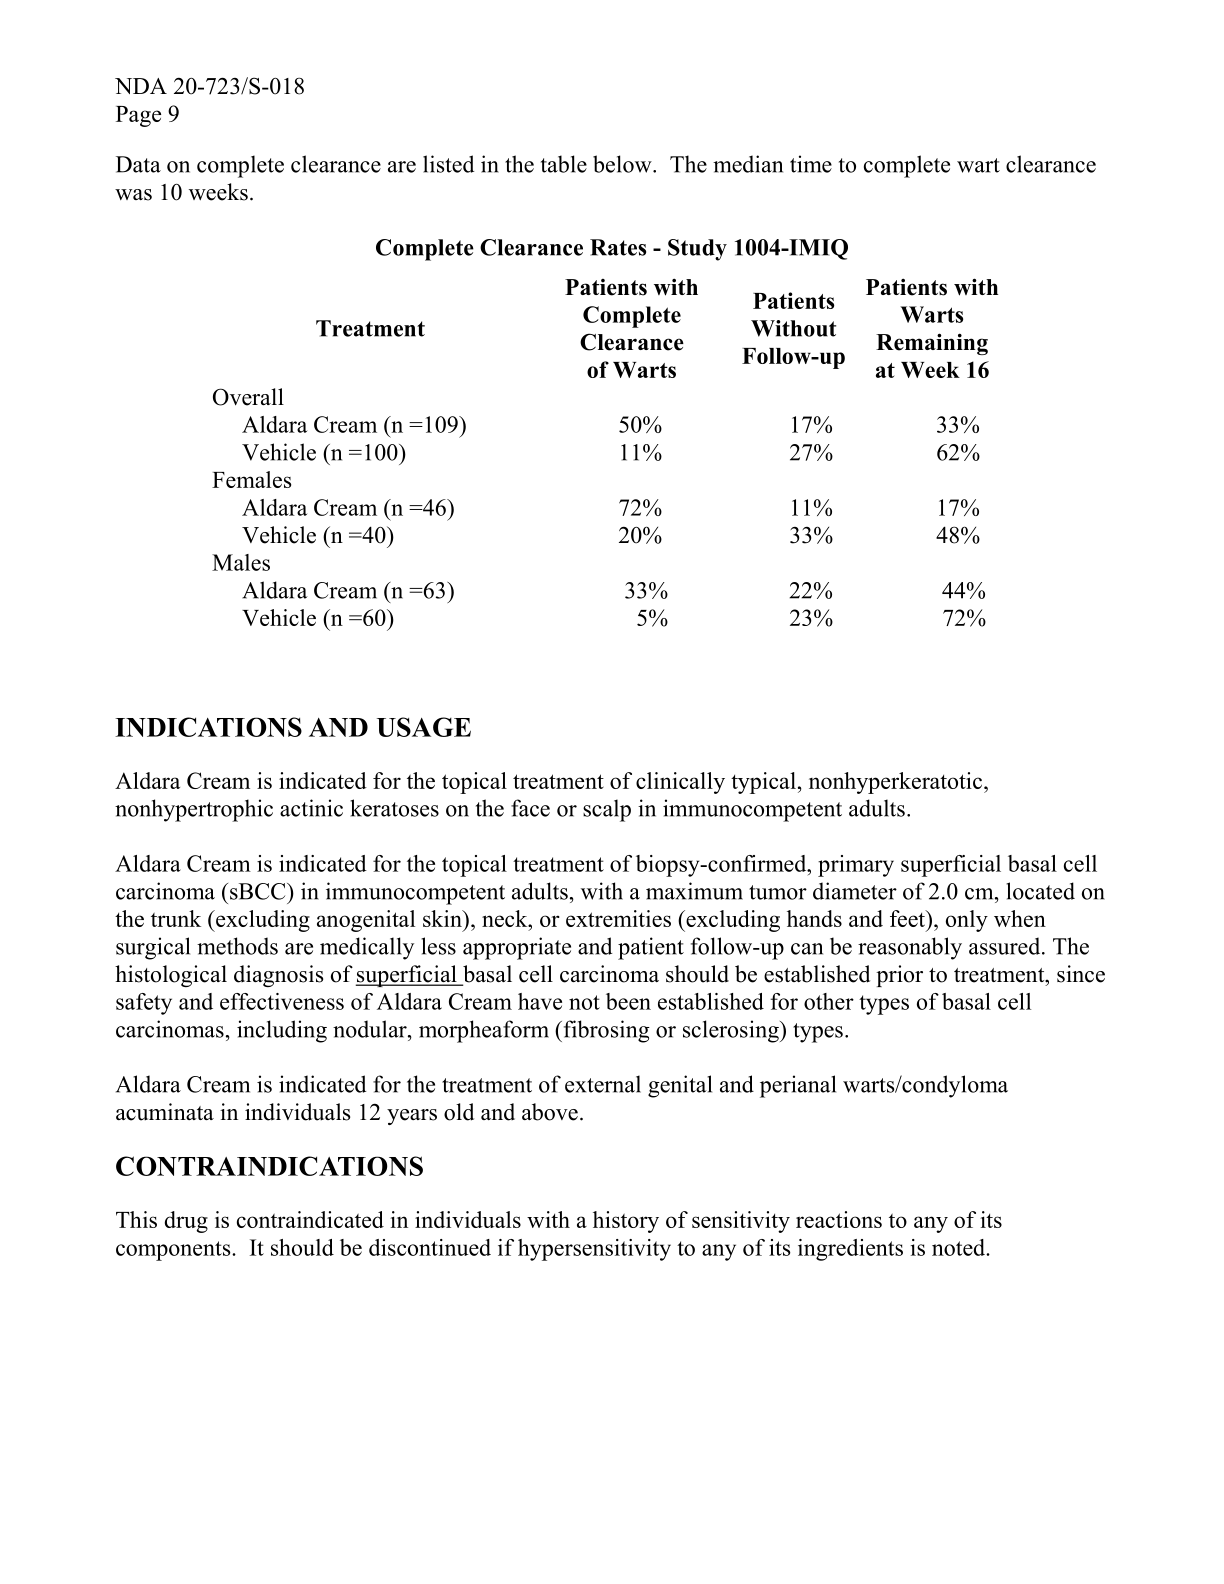 NDA 20-723/S-018
Page 9
Data on complete clearance are listed in the table below.  The median time to complete wart clearance
was 10 weeks.
Complete Clearance Rates - Study 1004-IMIQ
Treatment
Patients with
Complete
Clearance
of Warts
Patients
Without
Follow-up
Patients with
Warts
Remaining
at Week 16
Overall
Aldara Cream (n =109) 50% 17% 33%
Vehicle (n =100) 11% 27% 62%
Females
Aldara Cream (n =46) 72% 11% 17%
Vehicle (n =40) 20% 33% 48%
Males
Aldara Cream (n =63) 33% 22% 44%
Vehicle (n =60) 5% 23% 72%
INDICATIONS AND USAGE
Aldara Cream is indicated for the topical treatment of clinically typical, nonhyperkeratotic,
nonhypertrophic actinic keratoses on the face or scalp in immunocompetent adults.
Aldara Cream is indicated for the topical treatment of biopsy-confirmed, primary superficial basal cell
carcinoma (sBCC) in immunocompetent adults, with a maximum tumor diameter of 2.0 cm, located on
the trunk (excluding anogenital skin), neck, or extremities (excluding hands and feet), only when
surgical methods are medically less appropriate and patient follow-up can be reasonably assured. The
histological diagnosis of superficial basal cell carcinoma should be established prior to treatment, since
safety and effectiveness of Aldara Cream have not been established for other types of basal cell
carcinomas, including nodular, morpheaform (fibrosing or sclerosing) types.
Aldara Cream is indicated for the treatment of external genital and perianal warts/condyloma
acuminata in individuals 12 years old and above.
CONTRAINDICATIONS
This drug is contraindicated in individuals with a history of sensitivity reactions to any of its
components.  It should be discontinued if hypersensitivity to any of its ingredients is noted.